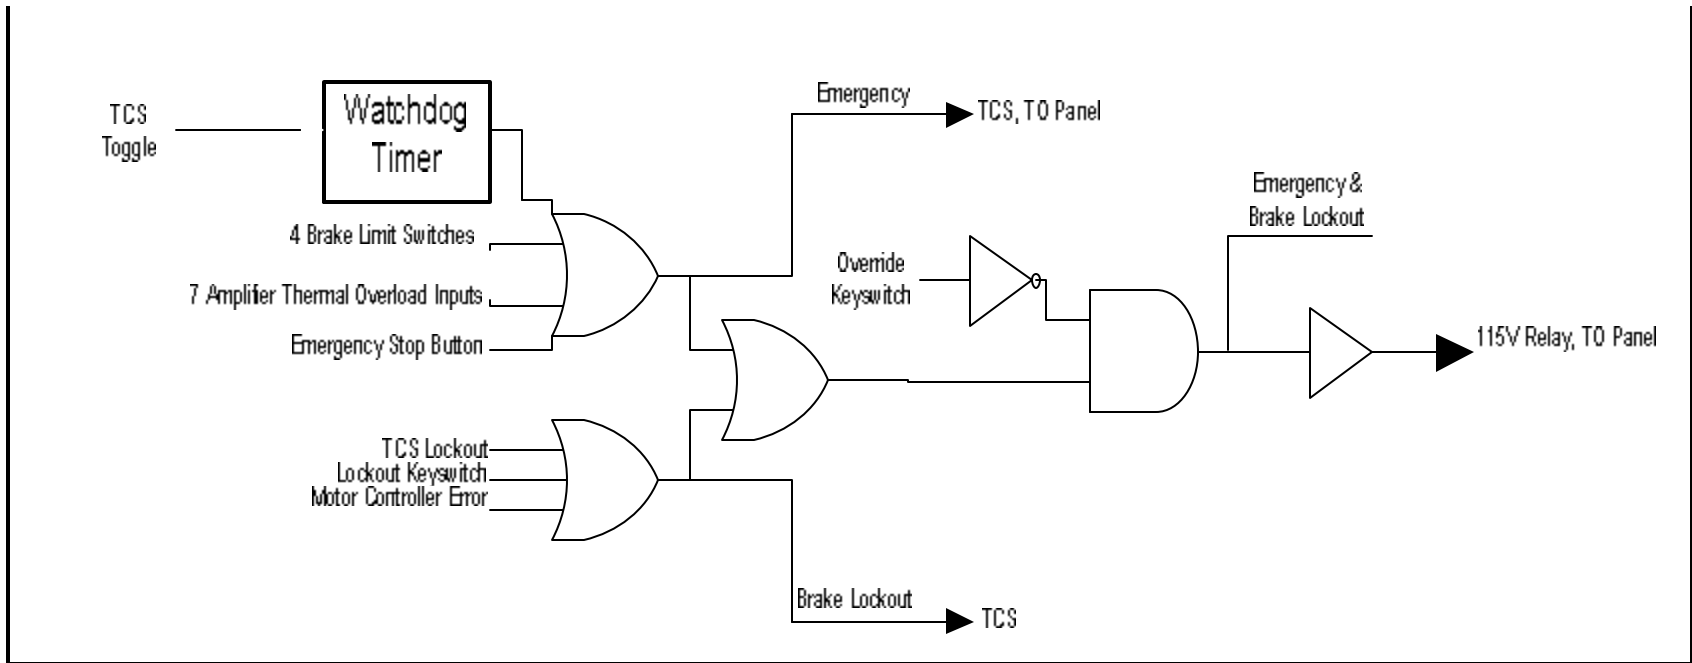 TCS
Toggle
Watchdog
Timer
4 Brake Limit Switches
7 Amplifier Thermal Overload Inputs
Emergency Stop Button
TCS Lockout
Lockout Keyswitch
Motor Controller Error
Emergency
TCS, TO Panel
Override
Keyswitch
Emergency &
Brake Lockout
115V Relay, TO Panel
Brake Lockout
TCS